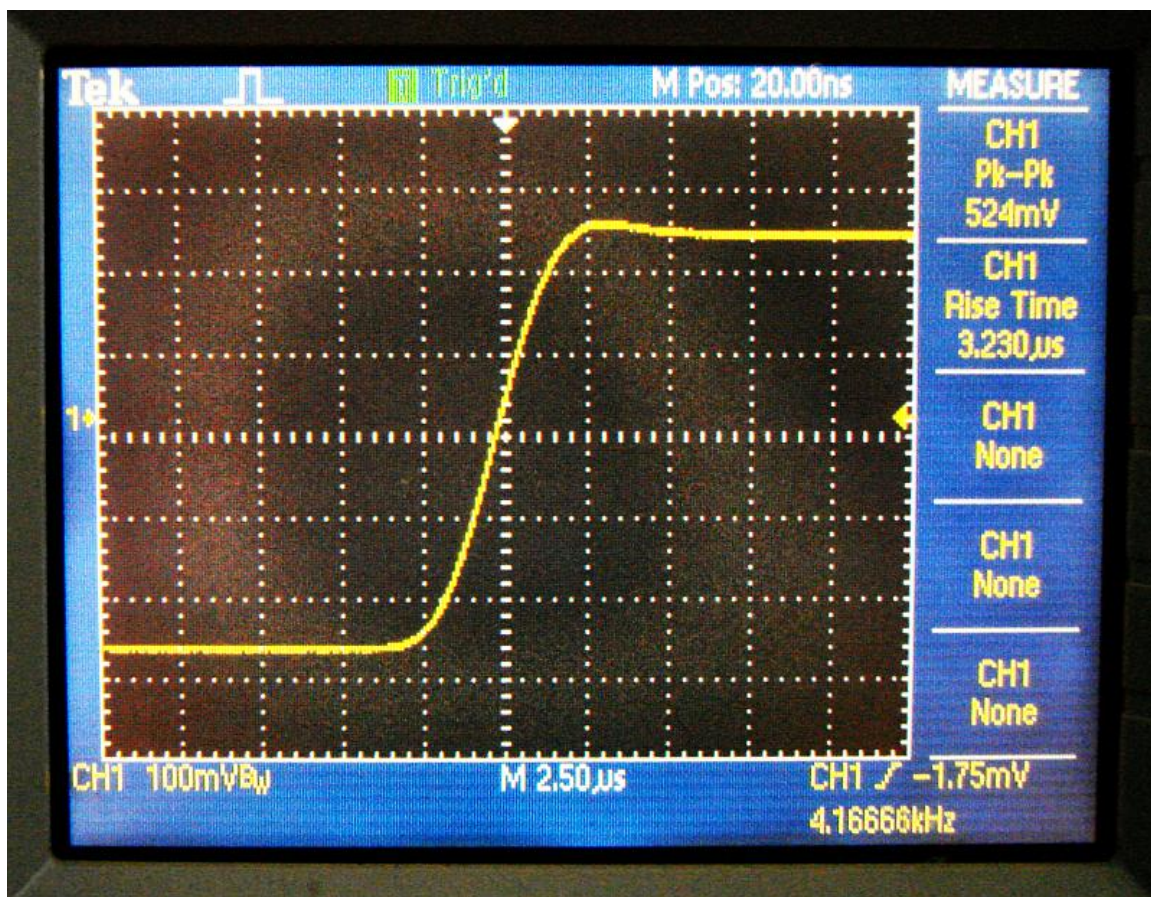 Tek T Trig'd M Pos: 20.00ns MEASURE
CH1
Pk-Pk
524mV
CH1
Rise Time
3.230µs
1
CH1
None
CH1
None
CH1
None
CH1 100mVBW M 2.50µs CH1 -1.75mV
4.16666kHz